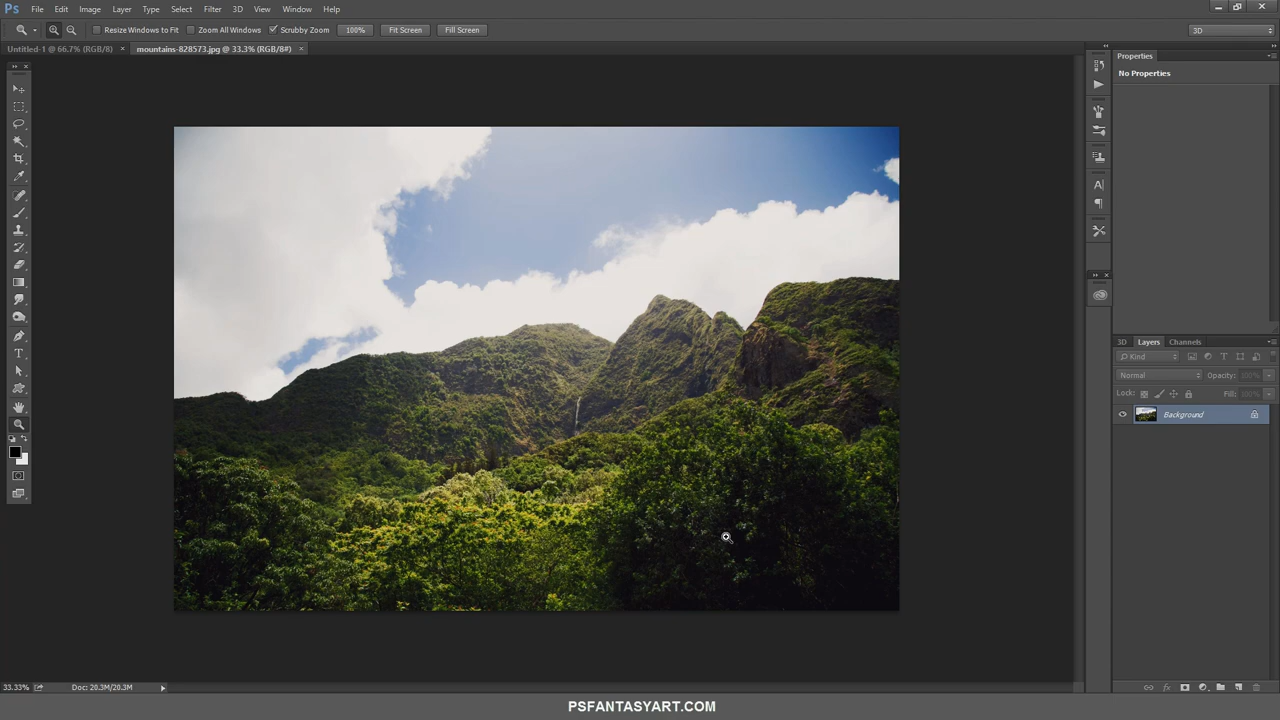 Ps File Edit Image Layer Type Select Filter 3D View Window Help
Resize Windows to Fit Zoom All Windows Scrubby Zoom 100% Fit Screen Fill Screen 3D
Untitled-1 @ 66.7% (RGB/8) × mountains-828573.jpg @ 33.3% (RGB/8#) ×
Properties
No Properties
3D Layers Channels
Kind
Normal Opacity: 100%
Lock: Fill: 100%
Background
33.33% Doc: 20.3M/20.3M
PSFANTASYART.COM